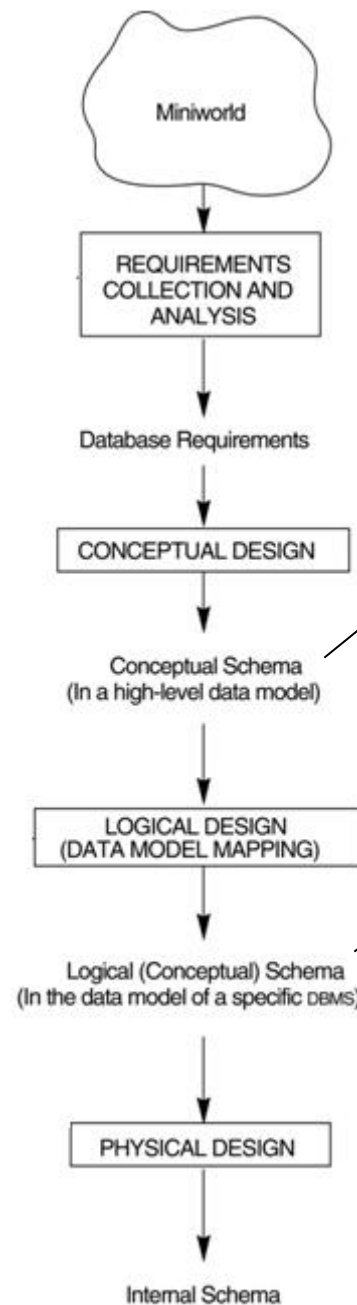 Miniworld
REQUIREMENTS
COLLECTION AND
ANALYSIS
Database Requirements
CONCEPTUAL DESIGN
Conceptual Schema
(In a high-level data model)
LOGICAL DESIGN
(DATA MODEL MAPPING)
Logical (Conceptual) Schema
(In the data model of a specific DBMS)
PHYSICAL DESIGN
Internal Schema